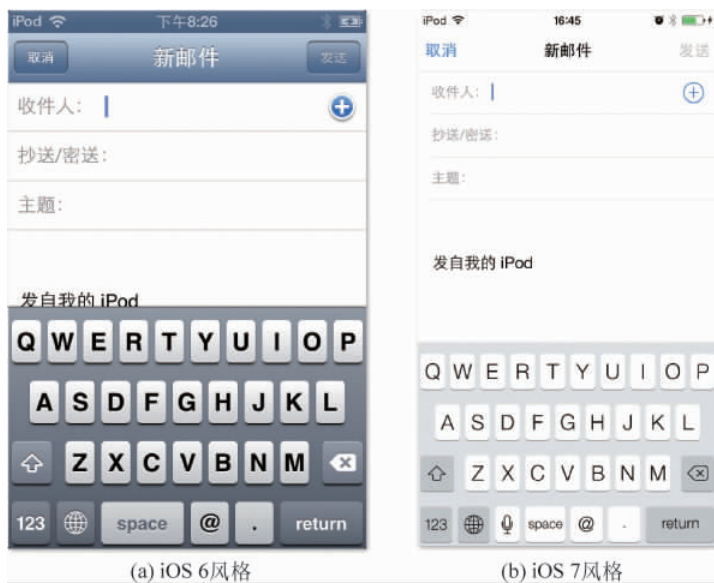 iPod 下午8:26
取消 新邮件 发送
收件人:
抄送/密送:
主题:
发自我的 iPod
Q W E R T Y U I O P
A S D F G H J K L
Z X C V B N M
123 space @ . return
(a) iOS 6风格
iPod 16:45
取消 新邮件 发送
收件人:
抄送/密送:
主题:
发自我的 iPod
Q W E R T Y U I O P
A S D F G H J K L
Z X C V B N M
123 space @ . return
(b) iOS 7风格